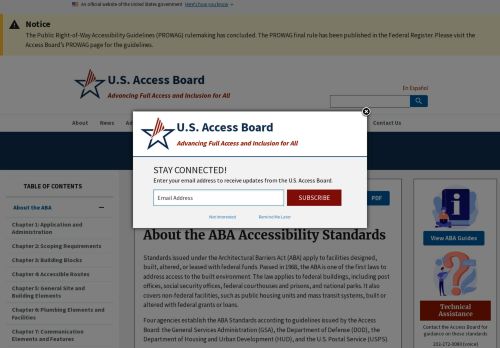 An official website of the United States government Here's how you know
Notice
The Public Right-of-Way Accessibility Guidelines (PROWAG) rulemaking has concluded. The PROWAG final rule has been published in the Federal Register. Please visit the
Access Board's PROWAG page for the guidelines.
U.S. Access Board
Advancing Full Access and Inclusion for All
En Español
About News
Contact Us
U.S. Access Board
Advancing Full Access and Inclusion for All
STAY CONNECTED!
Enter your email address to receive updates from the U.S. Access Board.
Email Address
SUBSCRIBE
Not Interested Remind Me Later
TABLE OF CONTENTS
About the ABA
Chapter 1: Application and
Administration
Chapter 2: Scoping Requirements
Chapter 3: Building Blocks
Chapter 4: Accessible Routes
Chapter 5: General Site and
Building Elements
Chapter 6: Plumbing Elements and
Facilities
Chapter 7: Communication
Elements and Features
PDF
About the ABA Accessibility Standards
Standards issued under the Architectural Barriers Act (ABA) apply to facilities designed,
built, altered, or leased with federal funds. Passed in 1968, the ABA is one of the first laws to
address access to the built environment. The law applies to federal buildings, including post
offices, social security offices, federal courthouses and prisons, and national parks. It also
covers non-federal facilities, such as public housing units and mass transit systems, built or
altered with federal grants or loans.
Four agencies establish the ABA Standards according to guidelines issued by the Access
Board: the General Services Administration (GSA), the Department of Defense (DOD), the
Department of Housing and Urban Development (HUD), and the U.S. Postal Service (USPS)
View ABA Guides
Technical
Assistance
Contact the Access Board for
guidance on these standards